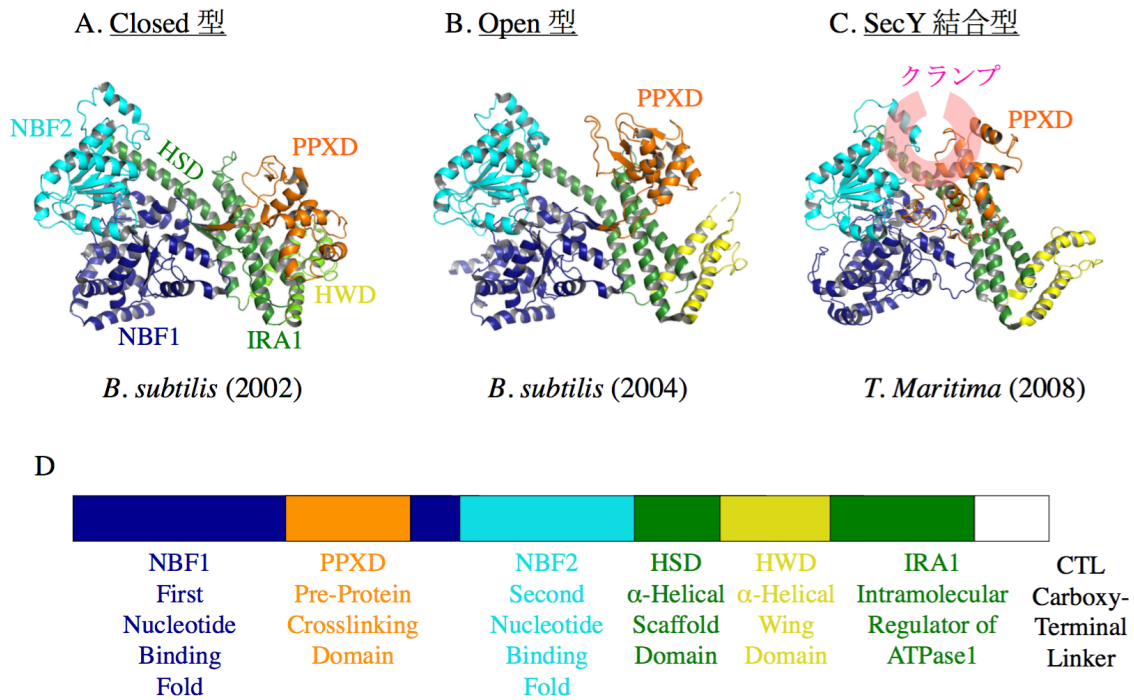 A. Closed 型
B. Open 型
C. SecY 結合型
クランプ
NBF2
HSD
PPXD
PPXD
PPXD
HWD
NBF1
IRA1
B. subtilis (2002)
B. subtilis (2004)
T. Maritima (2008)
D
NBF1
First
Nucleotide
Binding
Fold
PPXD
Pre-Protein
Crosslinking
Domain
NBF2
Second
Nucleotide
Binding
Fold
HSD
α-Helical
Scaffold
Domain
HWD
α-Helical
Wing
Domain
IRA1
Intramolecular
Regulator of
ATPase1
CTL
Carboxy-
Terminal
Linker